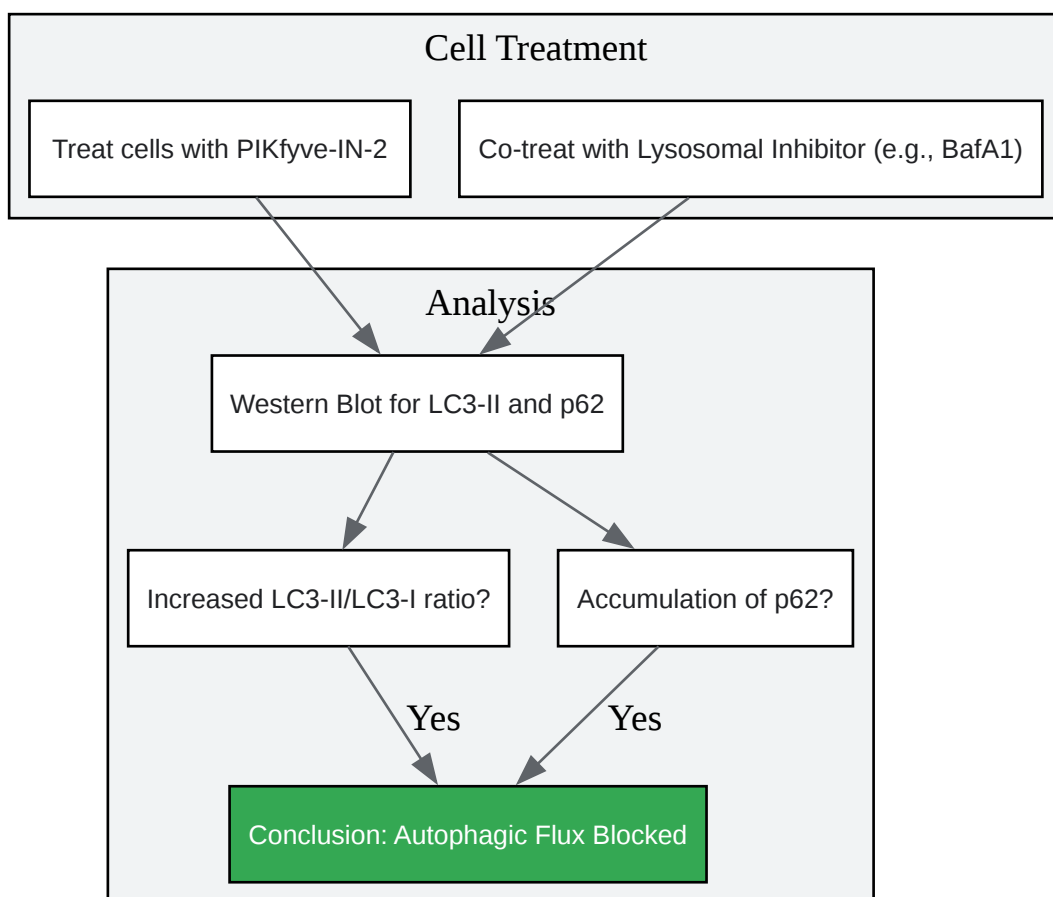 Cell Treatment
Treat cells with PIKfyve-IN-2
Co-treat with Lysosomal Inhibitor (e.g., BafA1)
Analysis
Western Blot for LC3-II and p62
Increased LC3-II/LC3-I ratio?
Accumulation of p62?
Yes
Yes
Conclusion: Autophagic Flux Blocked